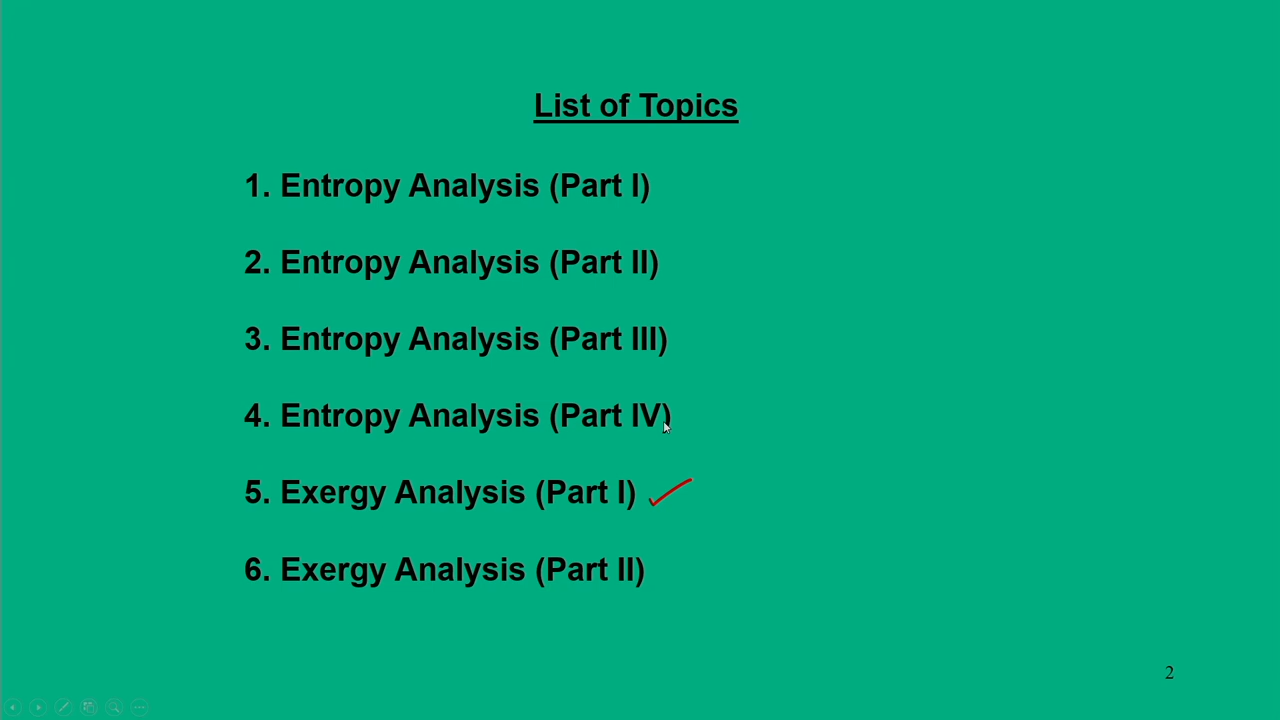 List of Topics
1. Entropy Analysis (Part I)
2. Entropy Analysis (Part II)
3. Entropy Analysis (Part III)
4. Entropy Analysis (Part IV)
5. Exergy Analysis (Part I)
6. Exergy Analysis (Part II)
2